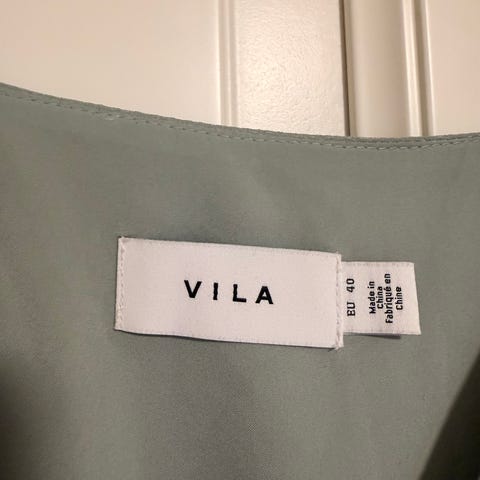 VILA
EU 40
Made in
China
Fabriqué en
Chine